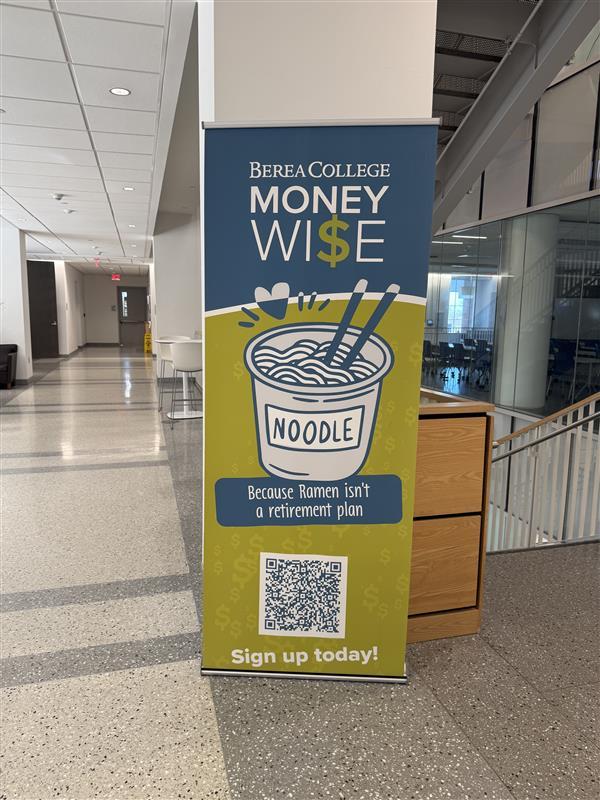 BEREA COLLEGE
MONEY
WI$E
NOODLE
Because Ramen isn't
a retirement plan
Sign up today!